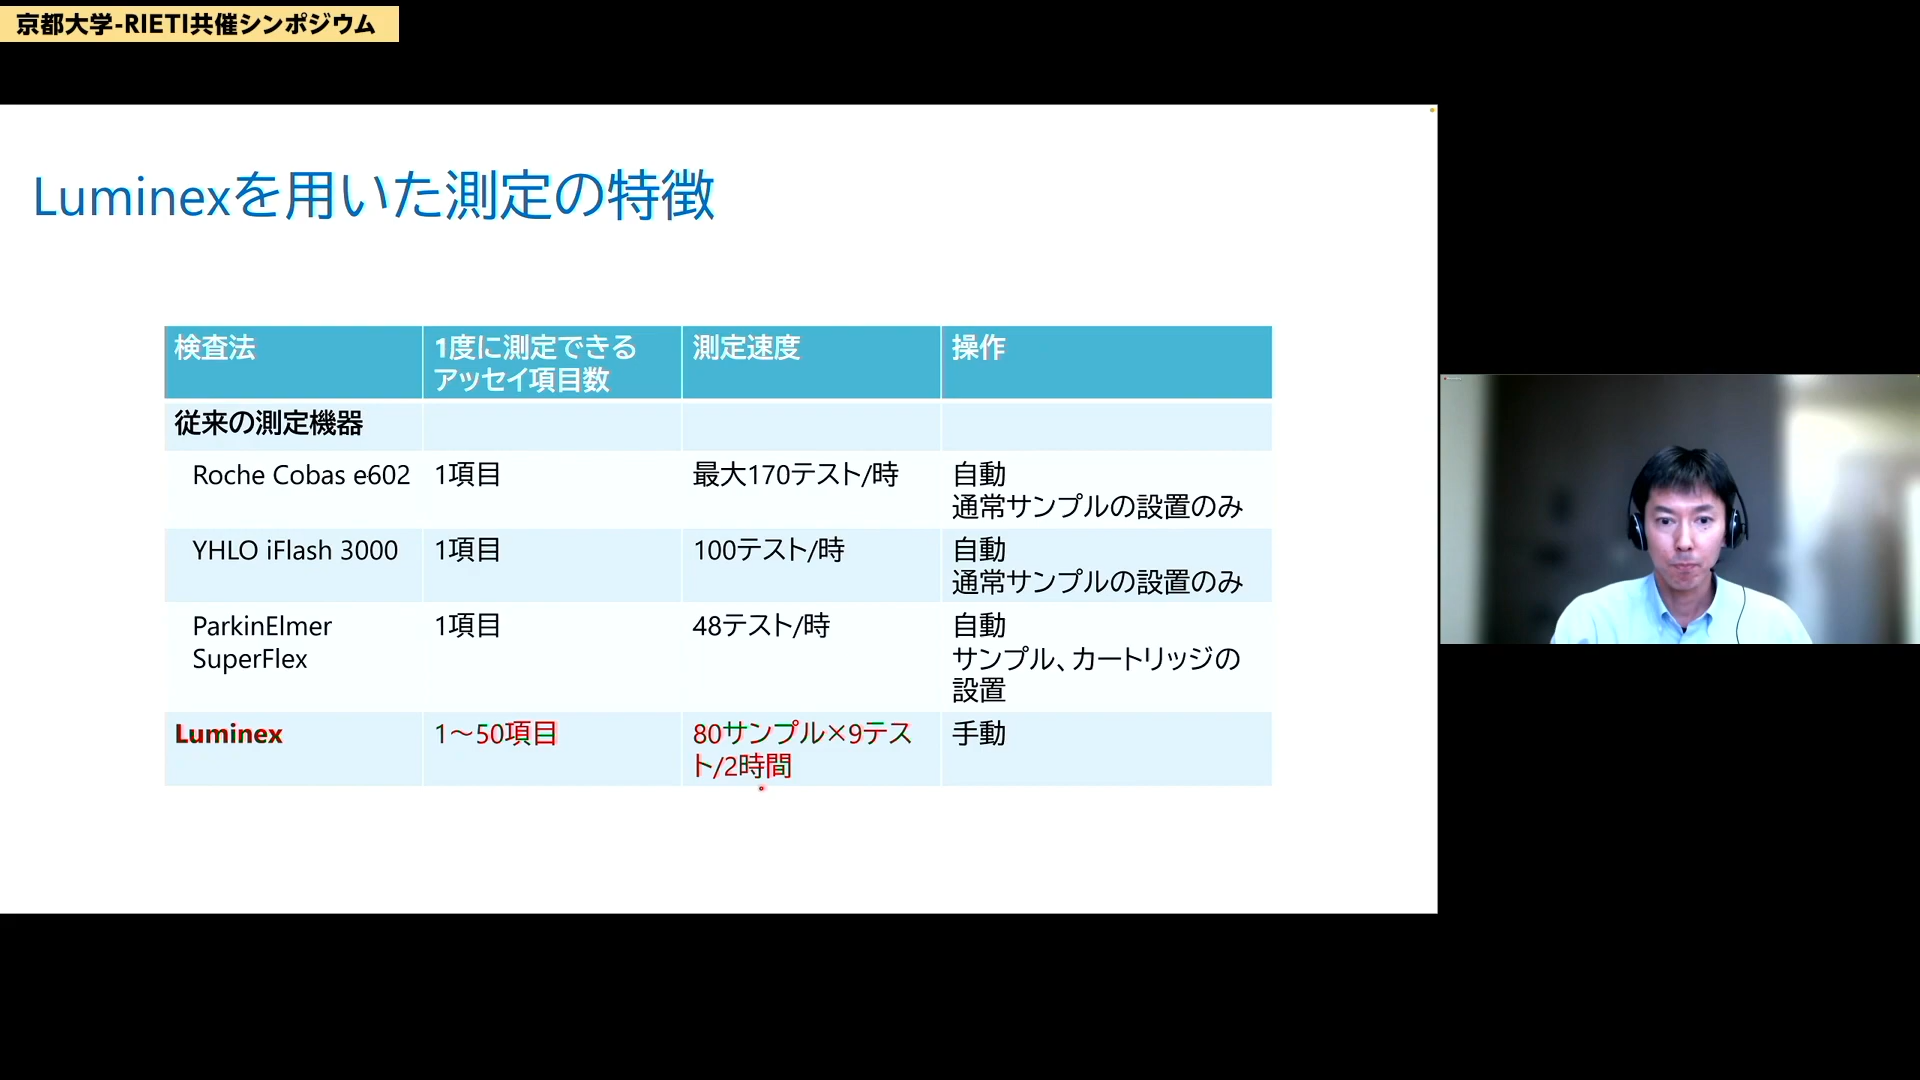 京都大学-RIETI共催シンポジウム
Luminexを用いた測定の特徴
検査法
1度に測定できる
アッセイ項目数
測定速度
操作
従来の測定機器
Roche Cobas e602
1項目
最大170テスト/時
自動
通常サンプルの設置のみ
YHLO iFlash 3000
1項目
100テスト/時
自動
通常サンプルの設置のみ
ParkinElmer
SuperFlex
1項目
48テスト/時
自動
サンプル、カートリッジの
設置
Luminex
1～50項目
80サンプル×9テス
ト/2時間
手動